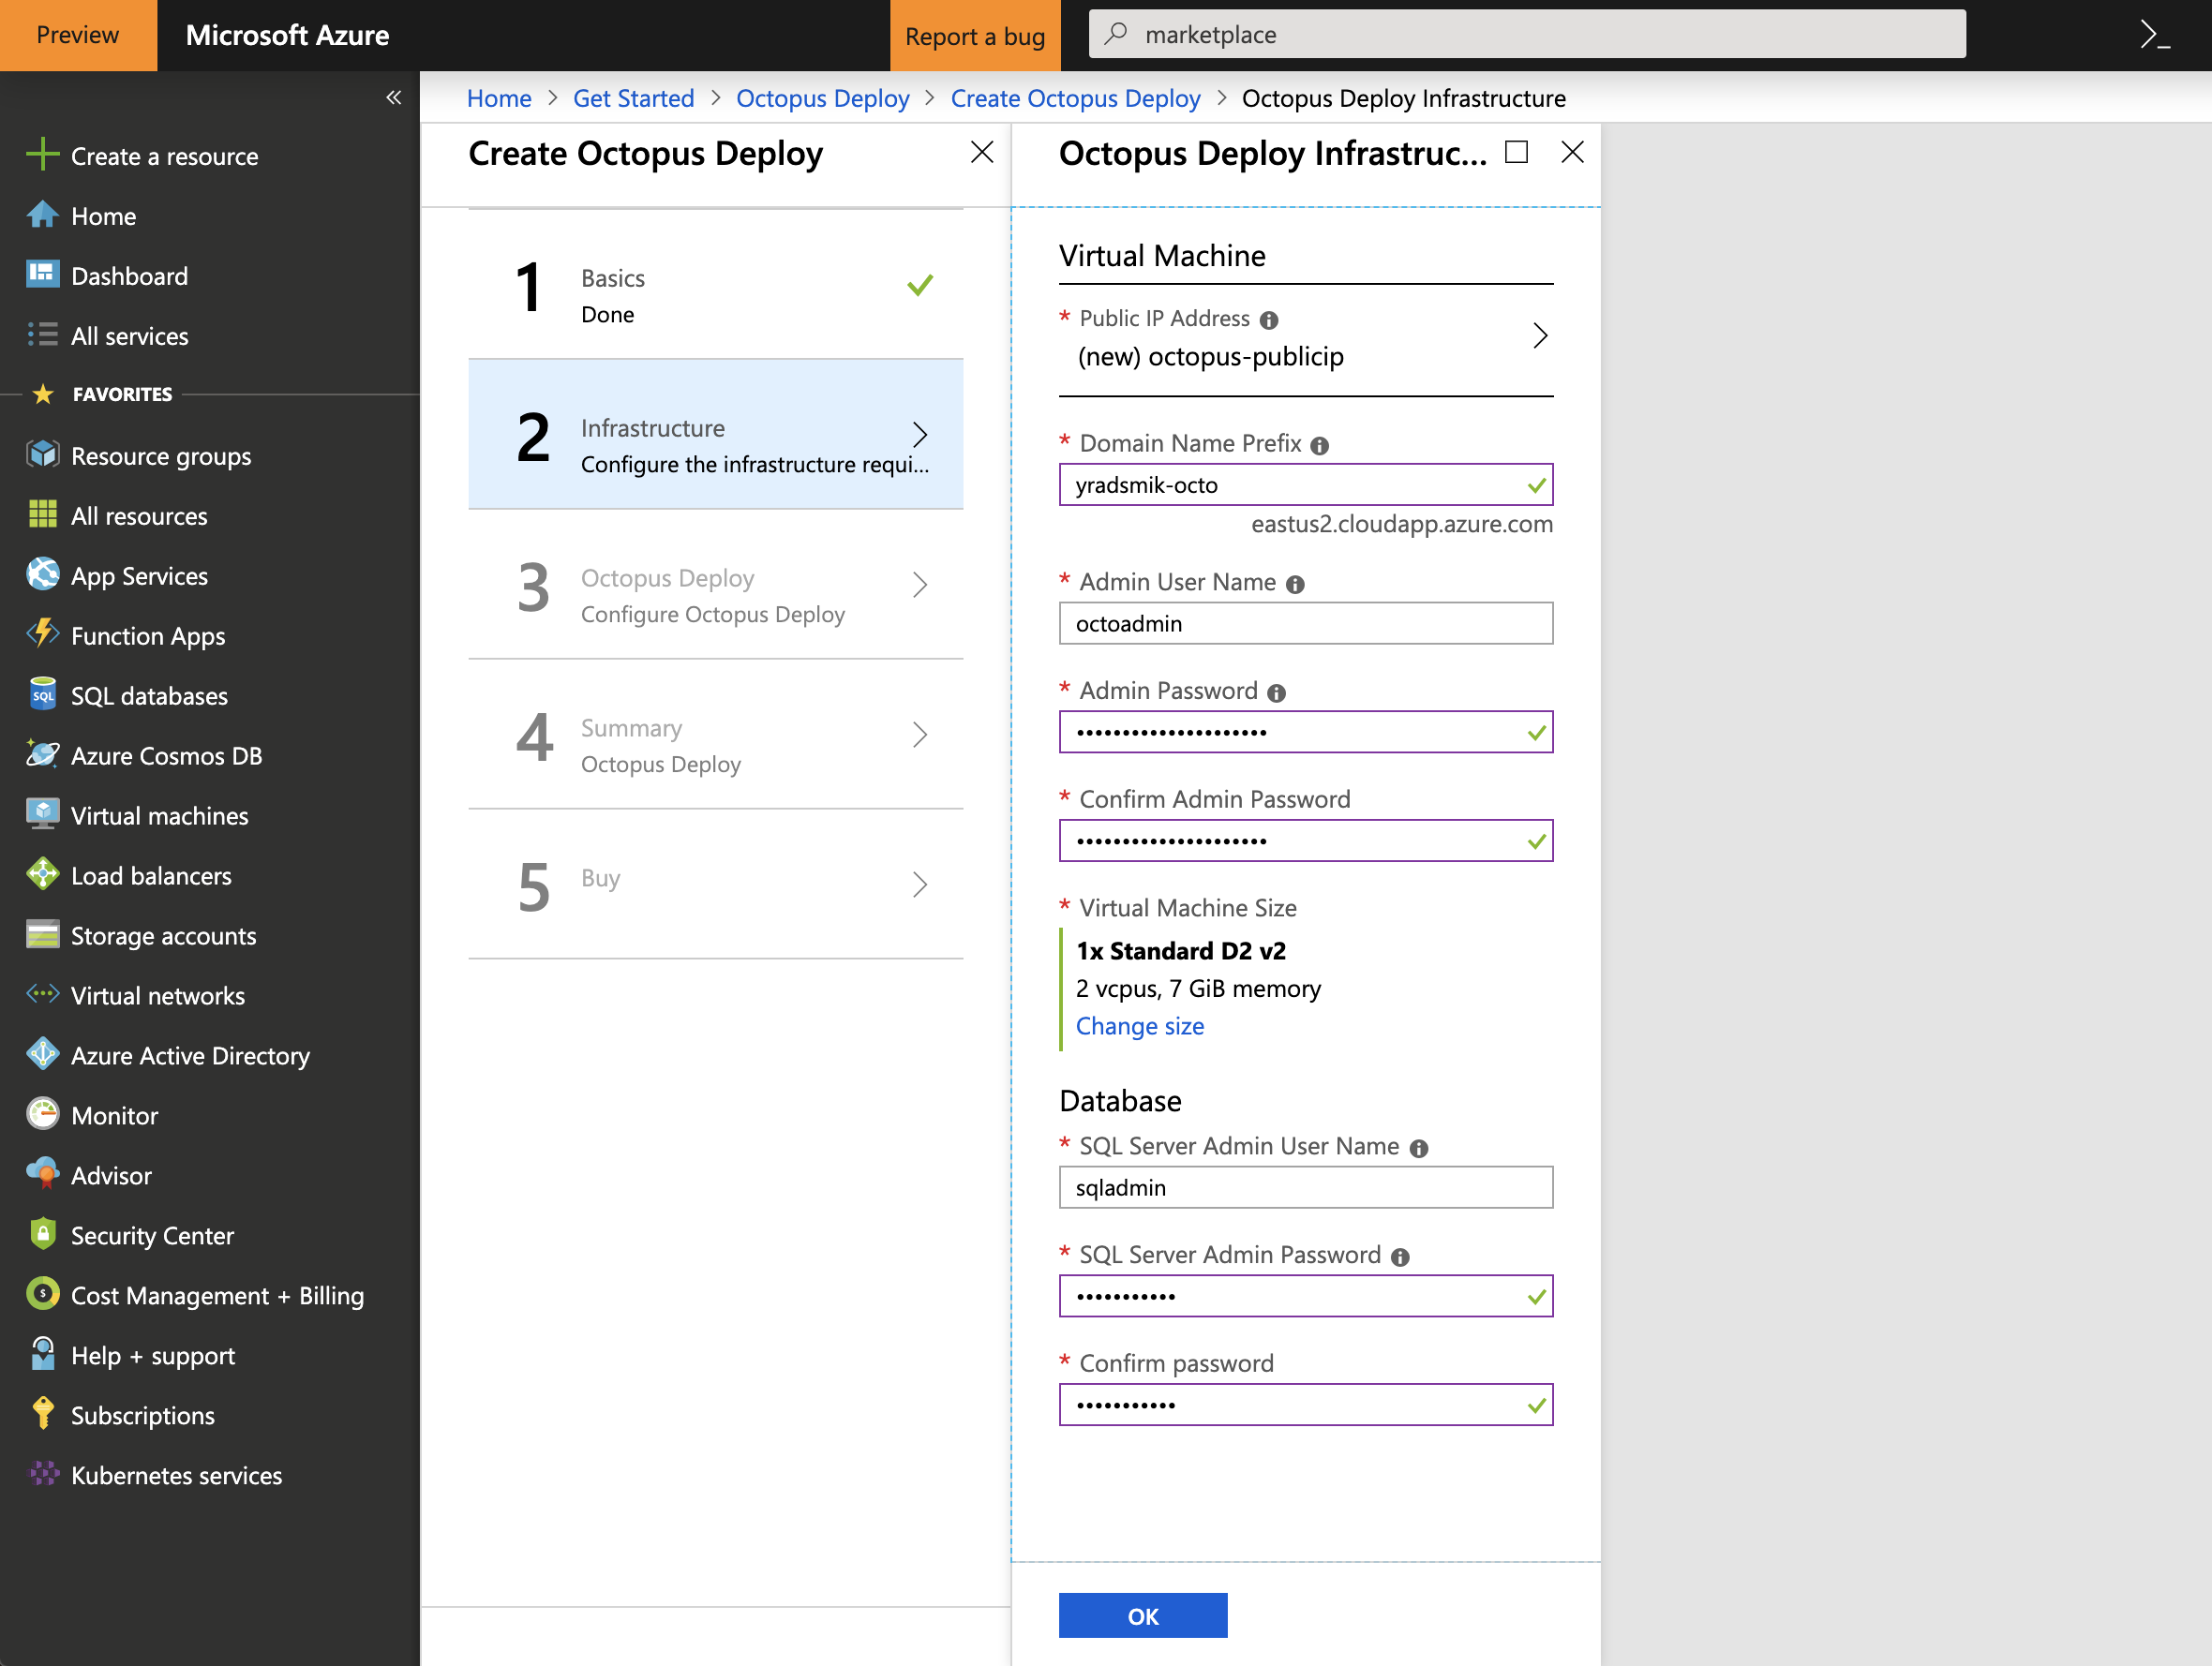 Preview
Microsoft Azure
Report a bug
marketplace
Home > Get Started > Octopus Deploy > Create Octopus Deploy > Octopus Deploy Infrastructure
Create a resource
Home
Dashboard
All services
FAVORITES
Resource groups
All resources
App Services
Function Apps
SQL databases
Azure Cosmos DB
Virtual machines
Load balancers
Storage accounts
Virtual networks
Azure Active Directory
Monitor
Advisor
Security Center
Cost Management + Billing
Help + support
Subscriptions
Kubernetes services
Create Octopus Deploy
1
Basics
Done
2
Infrastructure
Configure the infrastructure requi...
3
Octopus Deploy
Configure Octopus Deploy
4
Summary
Octopus Deploy
5
Buy
Octopus Deploy Infrastruc...
Virtual Machine
* Public IP Address
(new) octopus-publicip
* Domain Name Prefix
yradsmik-octo
eastus2.cloudapp.azure.com
* Admin User Name
octoadmin
* Admin Password
•••••••••••••••••••••
* Confirm Admin Password
•••••••••••••••••••••
* Virtual Machine Size
1x Standard D2 v2
2 vcpus, 7 GiB memory
Change size
Database
* SQL Server Admin User Name
sqladmin
* SQL Server Admin Password
•••••••••••
* Confirm password
•••••••••••
OK